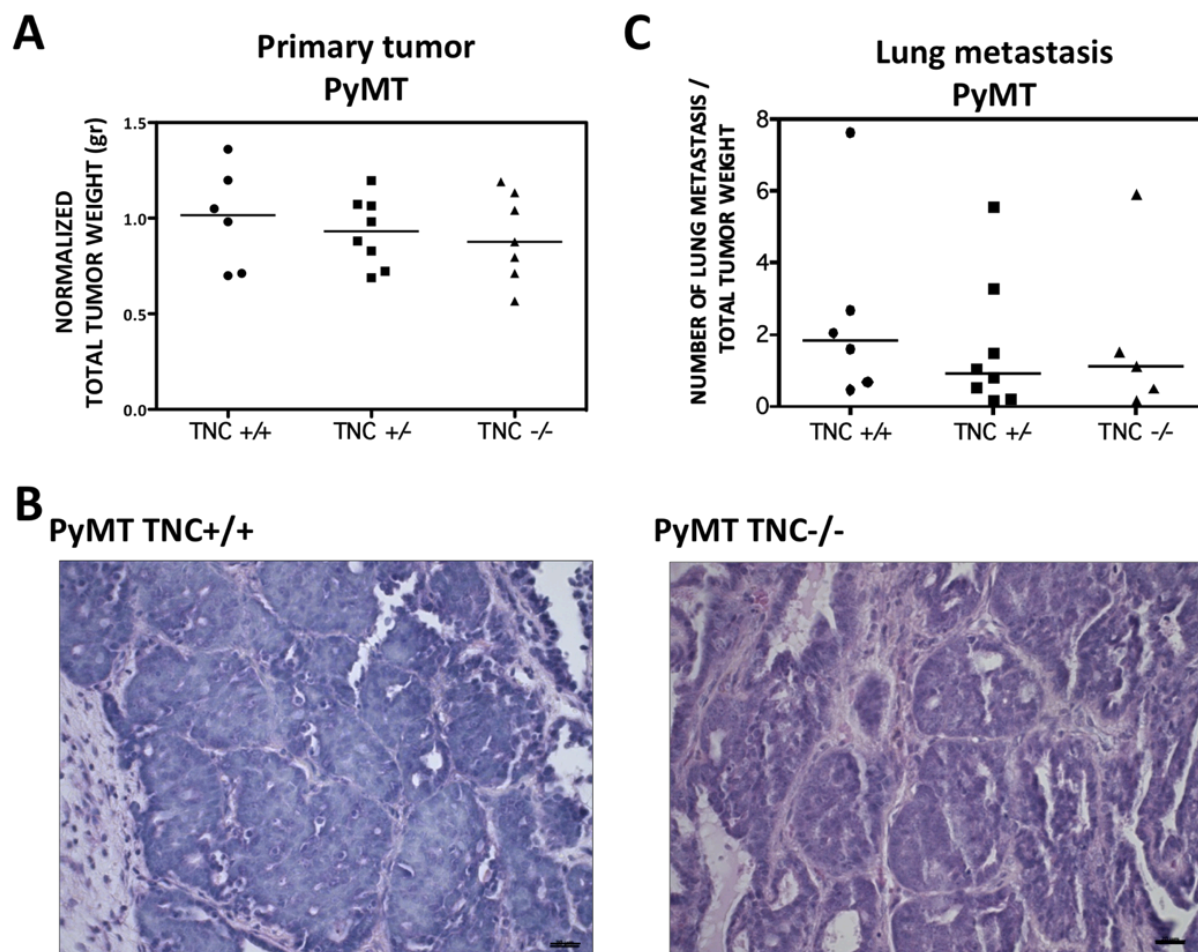 A
Primary tumor
PyMT
NORMALIZED
TOTAL TUMOR WEIGHT (gr)
1.5
1.0
0.5
0.0
TNC +/+
TNC +/-
TNC -/-
C
Lung metastasis
PyMT
NUMBER OF LUNG METASTASIS /
TOTAL TUMOR WEIGHT
8
6
4
2
0
TNC +/+
TNC +/-
TNC -/-
B
PyMT TNC+/+
PyMT TNC-/-